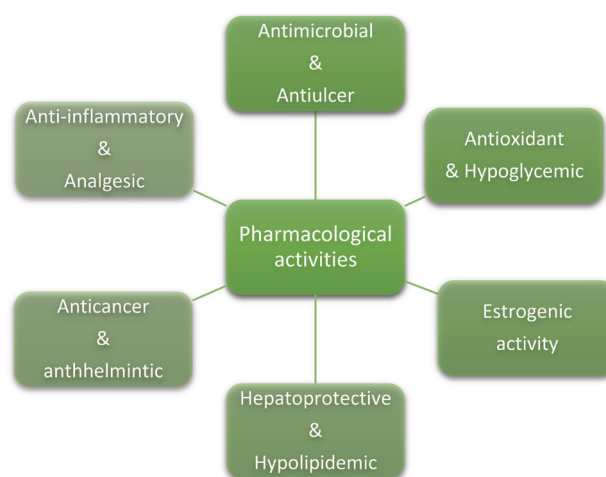 Antimicrobial
&
Antiulcer
Anti-inflammatory
&
Analgesic
Antioxidant
& Hypoglycemic
Pharmacological
activities
Anticancer
&
anthhelmintic
Estrogenic
activity
Hepatoprotective
&
Hypolipidemic